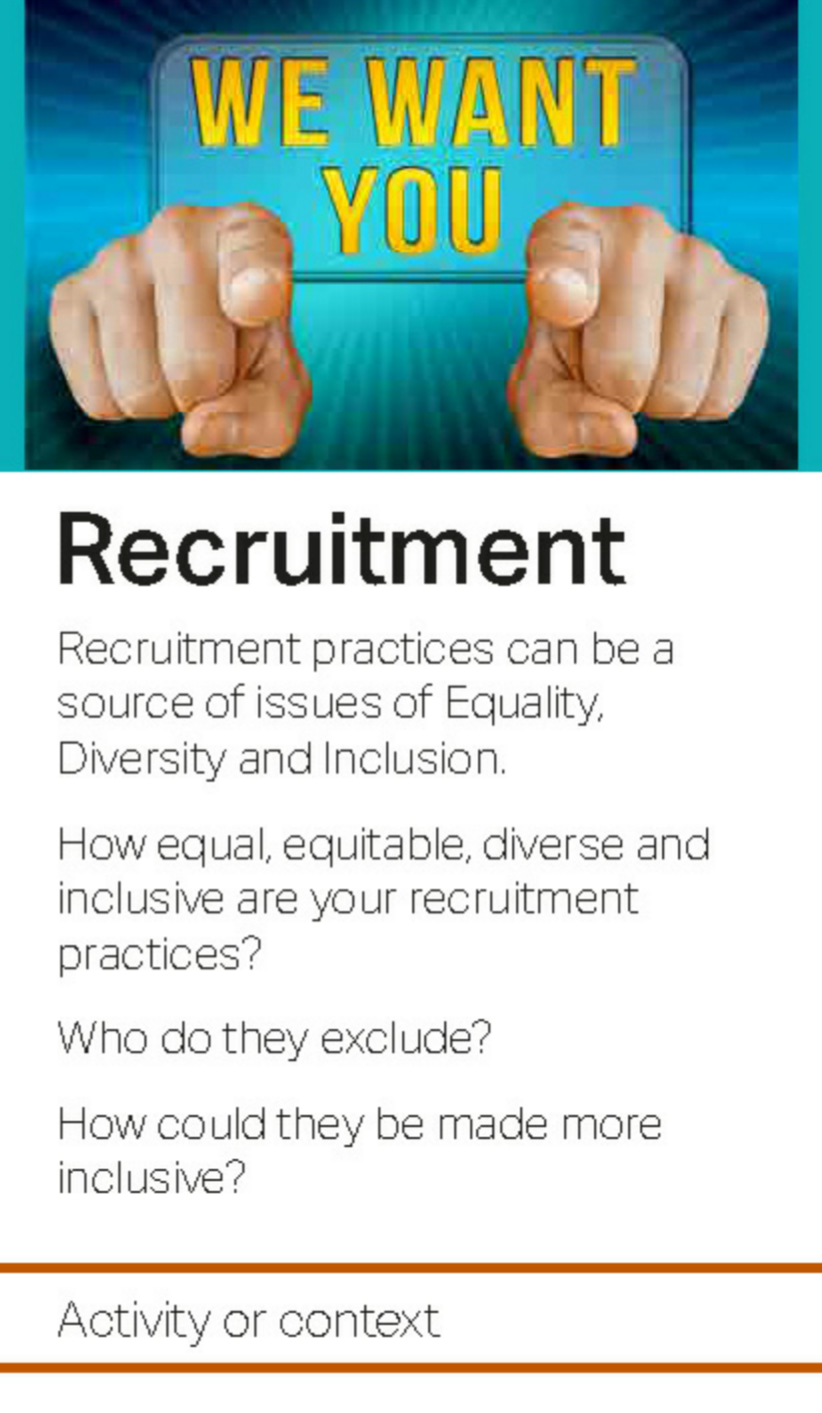 WE WANT
YOU
Recruitment
Recruitment practices can be a
source of issues of Equality,
Diversity and Inclusion.
How equal, equitable, diverse and
inclusive are your recruitment
practices?
Who do they exclude?
How could they be made more
inclusive?
Activity or context